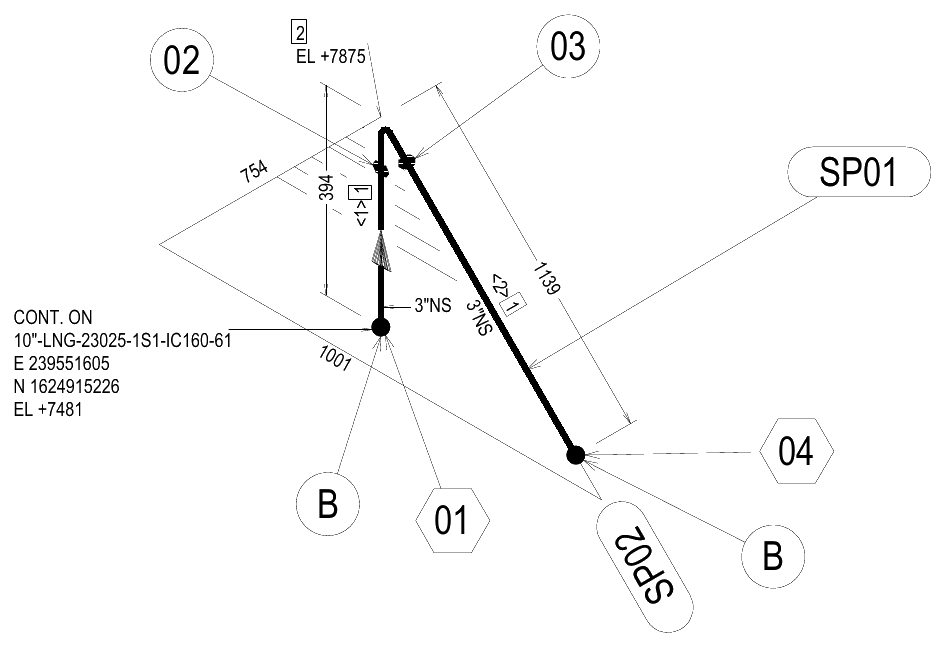 2
EL +7875
02
03
754
394
<1> 1
SP01
1139
<2> 1
3"NS
3"NS
CONT. ON
10"-LNG-23025-1S1-IC160-61
E 239551605
N 1624915226
EL +7481
1001
04
B
01
SP02
B